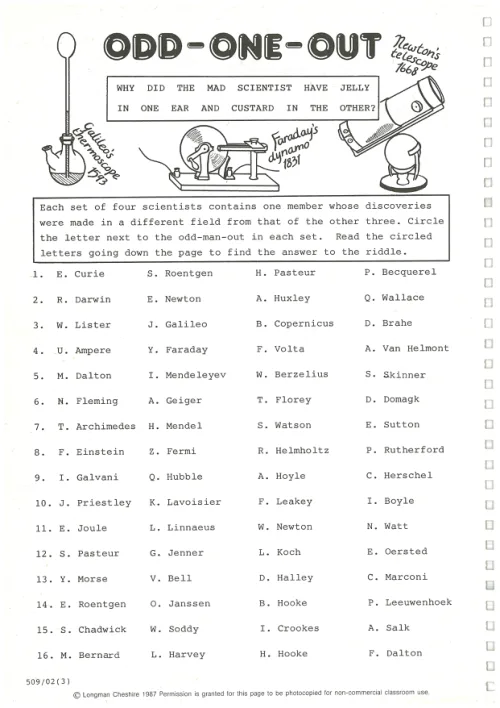 ODD-ONE-OUT
Newton's
telescope
1668
WHY DID THE MAD SCIENTIST HAVE JELLY
IN ONE EAR AND CUSTARD IN THE OTHER?
Galileo's
thermoscope
1593
Faraday's
dynamo
1831
Each set of four scientists contains one member whose discoveries
were made in a different field from that of the other three. Circle
the letter next to the odd-man-out in each set. Read the circled
letters going down the page to find the answer to the riddle.
1. E. Curie S. Roentgen H. Pasteur P. Becquerel
2. R. Darwin E. Newton A. Huxley Q. Wallace
3. W. Lister J. Galileo B. Copernicus D. Brahe
4. U. Ampere Y. Faraday F. Volta A. Van Helmont
5. M. Dalton I. Mendeleyev W. Berzelius S. Skinner
6. N. Fleming A. Geiger T. Florey D. Domagk
7. T. Archimedes H. Mendel S. Watson E. Sutton
8. F. Einstein Z. Fermi R. Helmholtz P. Rutherford
9. I. Galvani Q. Hubble A. Hoyle C. Herschel
10. J. Priestley K. Lavoisier F. Leakey I. Boyle
11. E. Joule L. Linnaeus W. Newton N. Watt
12. S. Pasteur G. Jenner L. Koch E. Oersted
13. Y. Morse V. Bell D. Halley C. Marconi
14. E. Roentgen O. Janssen B. Hooke P. Leeuwenhoek
15. S. Chadwick W. Soddy I. Crookes A. Salk
16. M. Bernard L. Harvey H. Hooke F. Dalton
509/02(3)
© Longman Cheshire 1987 Permission is granted for this page to be photocopied for non-commercial classroom use.